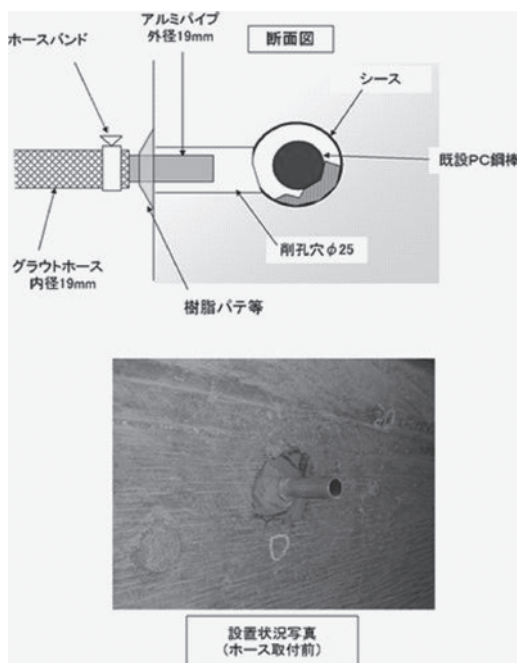 アルミパイプ
外径19mm
ホースバンド
断面図
シース
既設PC鋼棒
削孔穴φ25
グラウトホース
内径19mm
樹脂パテ等
設置状況写真
(ホース取付前)